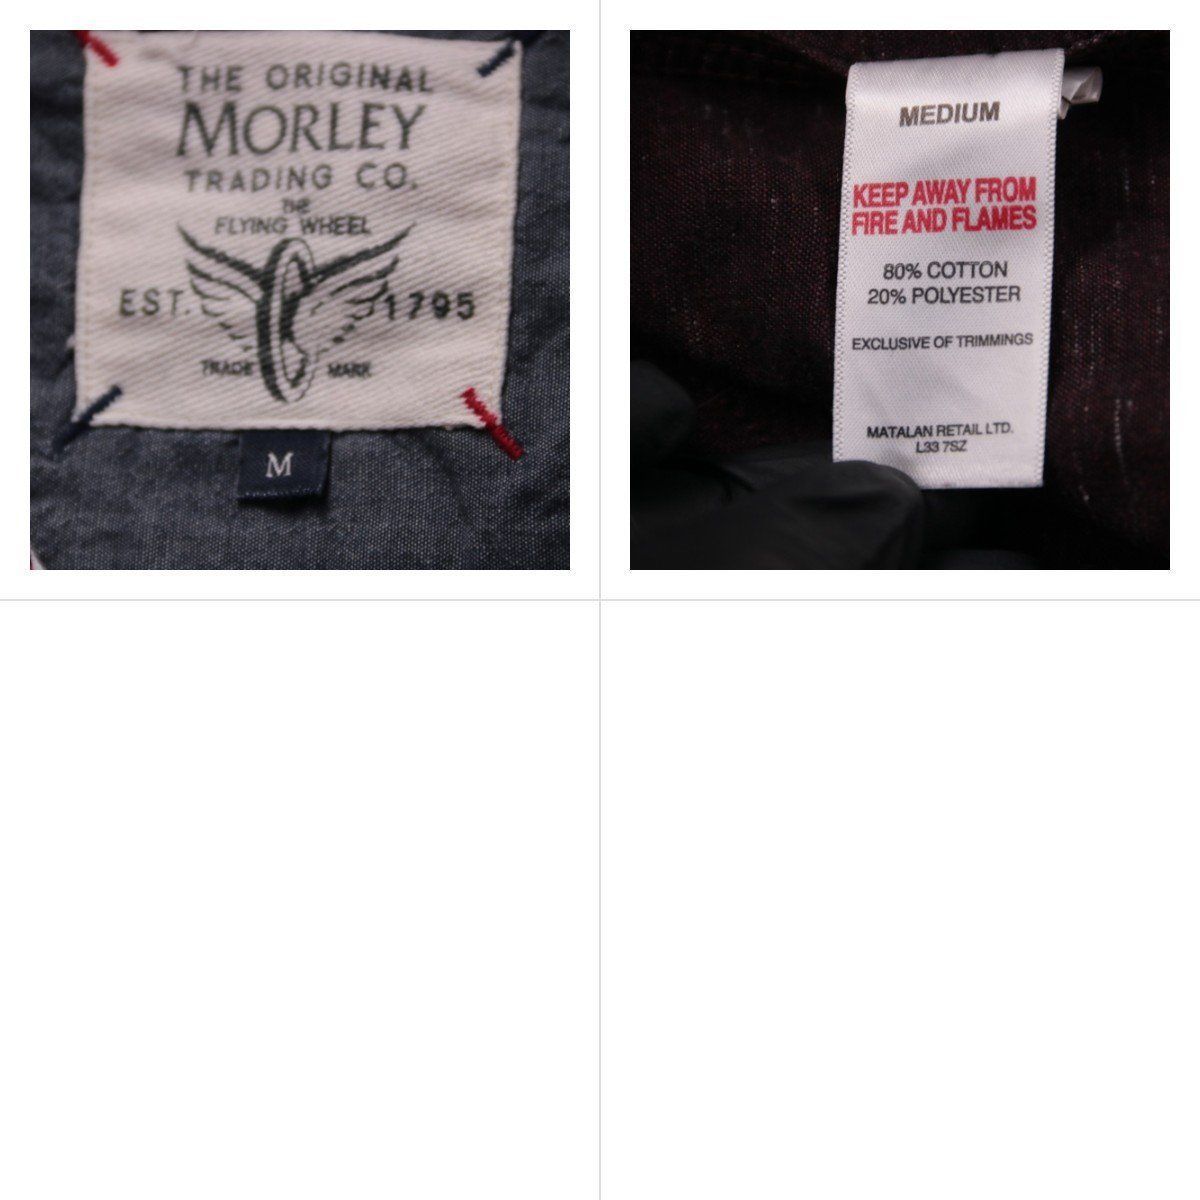 THE ORIGINAL
MORLEY
TRADING CO.
THE
FLYING WHEEL
EST. 1795
TRADE MARK
M
MEDIUM
KEEP AWAY FROM
FIRE AND FLAMES
80% COTTON
20% POLYESTER
EXCLUSIVE OF TRIMMINGS
MATALAN RETAIL LTD.
L33 7SZ